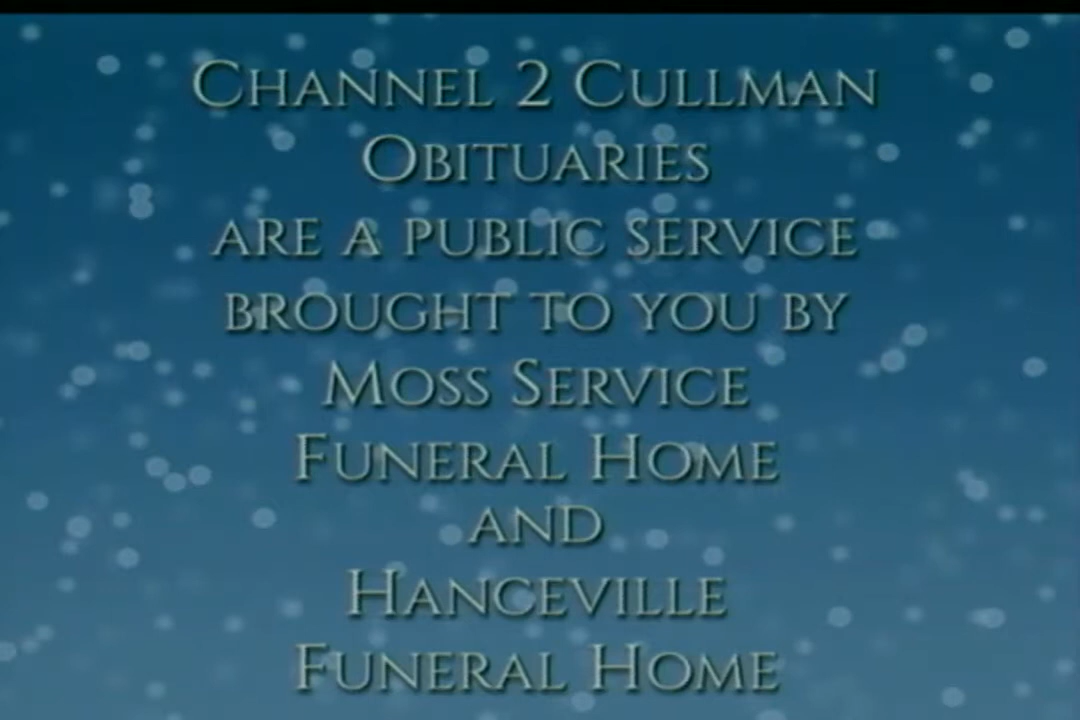 Channel 2 Cullman
Obituaries
are a public service
brought to you by
Moss Service
Funeral Home
and
Hanceville
Funeral Home